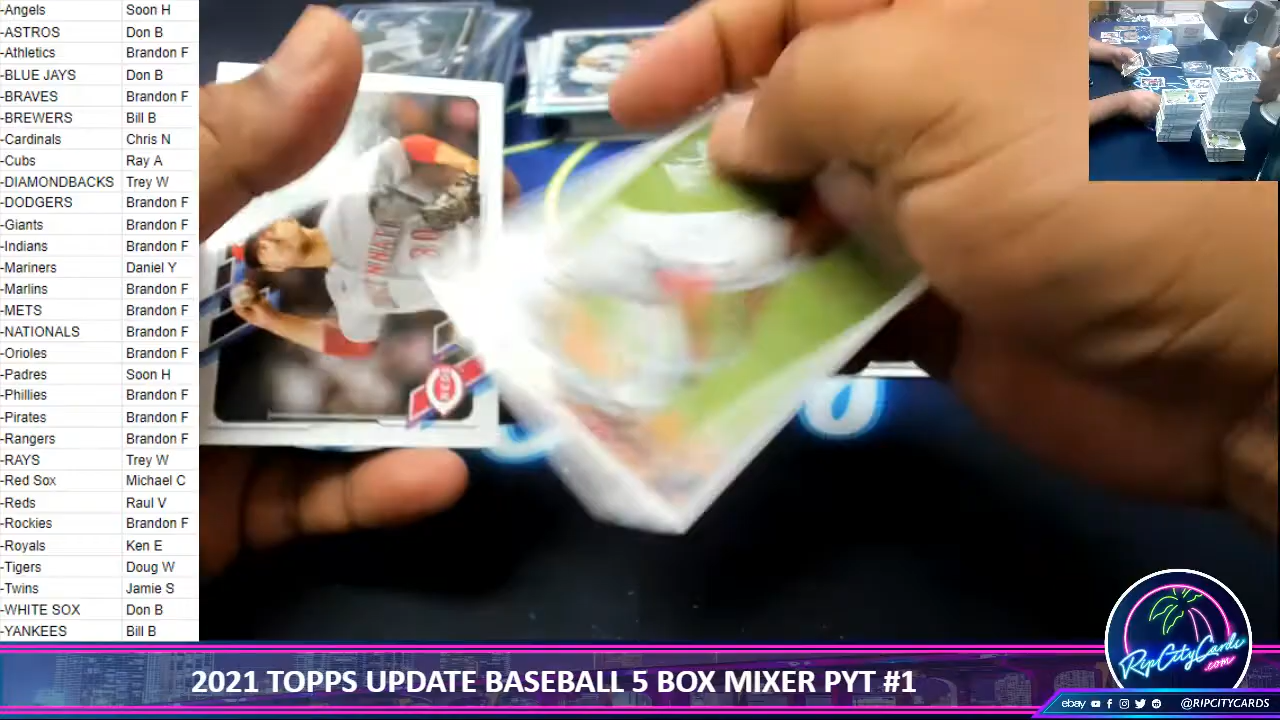 -Angels Soon H
-ASTROS Don B
-Athletics Brandon F
-BLUE JAYS Don B
-BRAVES Brandon F
-BREWERS Bill B
-Cardinals Chris N
-Cubs Ray A
-DIAMONDBACKS Trey W
-DODGERS Brandon F
-Giants Brandon F
-Indians Brandon F
-Mariners Daniel Y
-Marlins Brandon F
-METS Brandon F
-NATIONALS Brandon F
-Orioles Brandon F
-Padres Soon H
-Phillies Brandon F
-Pirates Brandon F
-Rangers Brandon F
-RAYS Trey W
-Red Sox Michael C
-Reds Raul V
-Rockies Brandon F
-Royals Ken E
-Tigers Doug W
-Twins Jamie S
-WHITE SOX Don B
-YANKEES Bill B
REDS
RipCityCards
.com
2021 TOPPS UPDATE BASEBALL 5 BOX MIXER PYT #1
ebay @RIPCITYCARDS